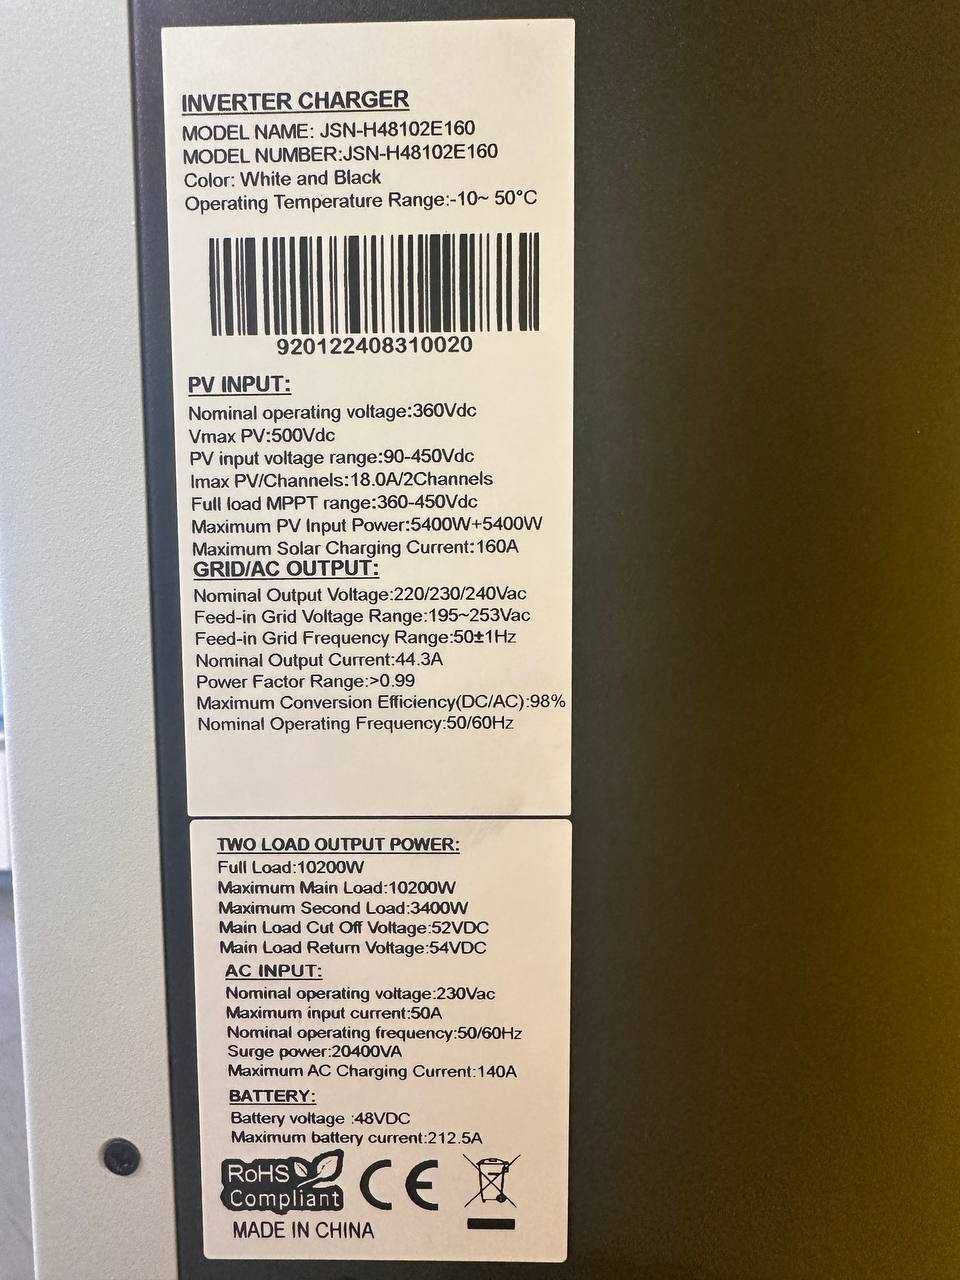 INVERTER CHARGER
MODEL NAME: JSN-H48102E160
MODEL NUMBER:JSN-H48102E160
Color: White and Black
Operating Temperature Range:-10~ 50°C
920122408310020
PV INPUT:
Nominal operating voltage:360Vdc
Vmax PV:500Vdc
PV input voltage range:90-450Vdc
Imax PV/Channels:18.0A/2Channels
Full load MPPT range:360-450Vdc
Maximum PV Input Power:5400W+5400W
Maximum Solar Charging Current:160A
GRID/AC OUTPUT:
Nominal Output Voltage:220/230/240Vac
Feed-in Grid Voltage Range:195~253Vac
Feed-in Grid Frequency Range:50±1Hz
Nominal Output Current:44.3A
Power Factor Range:>0.99
Maximum Conversion Efficiency(DC/AC):98%
Nominal Operating Frequency:50/60Hz
TWO LOAD OUTPUT POWER:
Full Load:10200W
Maximum Main Load:10200W
Maximum Second Load:3400W
Main Load Cut Off Voltage:52VDC
Main Load Return Voltage:54VDC
AC INPUT:
Nominal operating voltage:230Vac
Maximum input current:50A
Nominal operating frequency:50/60Hz
Surge power:20400VA
Maximum AC Charging Current:140A
BATTERY:
Battery voltage :48VDC
Maximum battery current:212.5A
RoHS
Compliant
CE
MADE IN CHINA